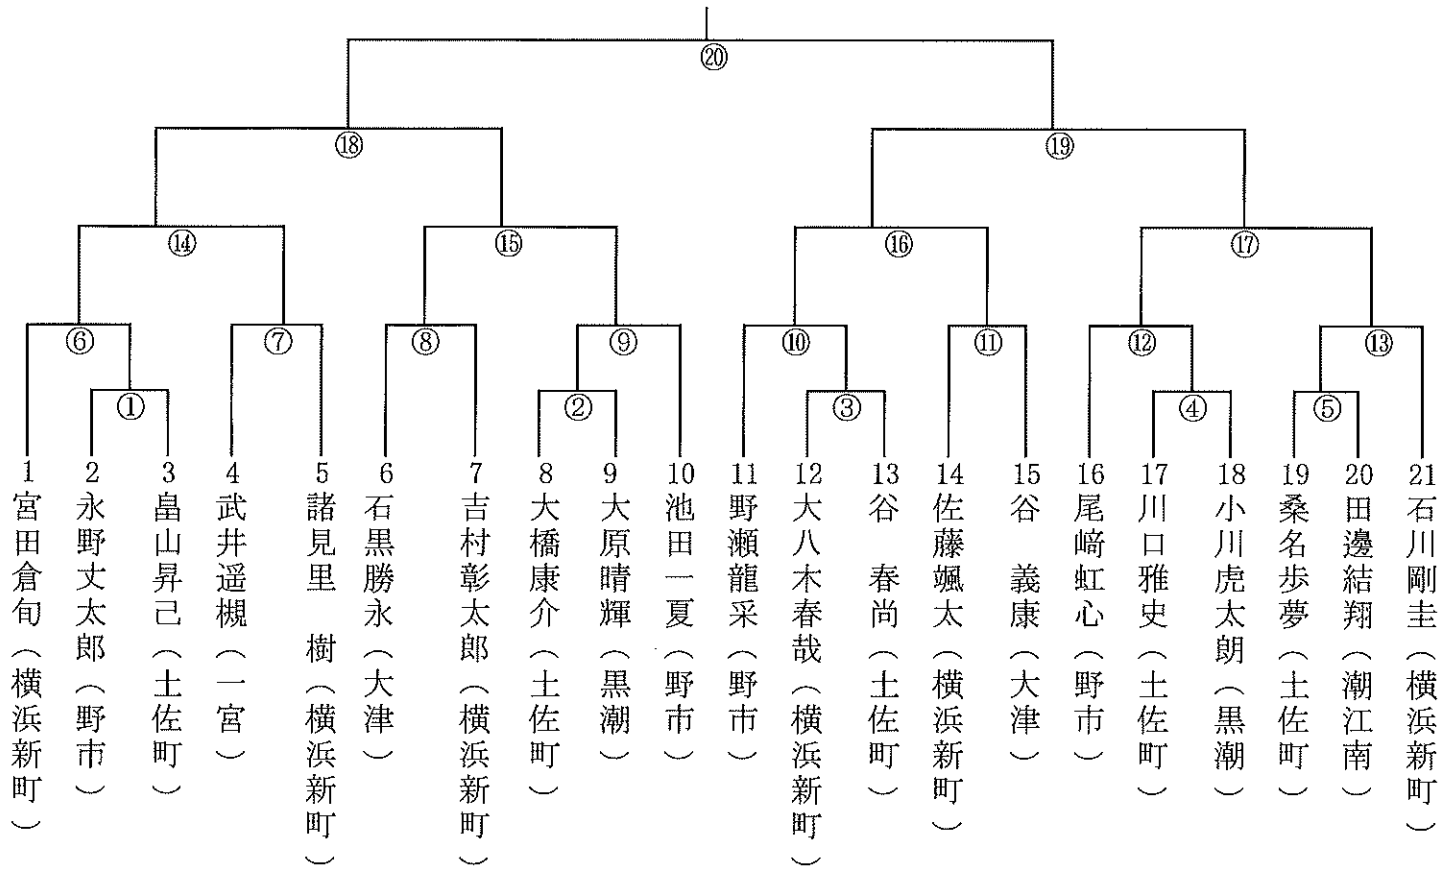 ⑳
⑱
⑲
⑭
⑮
⑯
⑰
⑥
⑦
⑧
⑨
⑩
⑪
⑫
⑬
①
②
③
④
⑤
1 宮田倉旬（横浜新町）
2 永野丈太郎（野市）
3 畠山昇己（土佐町）
4 武井遥槻（一宮）
5 諸見里 樹（横浜新町）
6 石黒勝永（大津）
7 吉村彰太郎（横浜新町）
8 大橋康介（土佐町）
9 大原晴輝（黒潮）
10 池田一夏（野市）
11 野瀬龍采（野市）
12 大八木春哉（横浜新町）
13 谷 春尚（土佐町）
14 佐藤颯太（横浜新町）
15 谷 義康（大津）
16 尾﨑虹心（野市）
17 川口雅史（土佐町）
18 小川虎太朗（黒潮）
19 桑名歩夢（土佐町）
20 田邊結翔（潮江南）
21 石川剛圭（横浜新町）